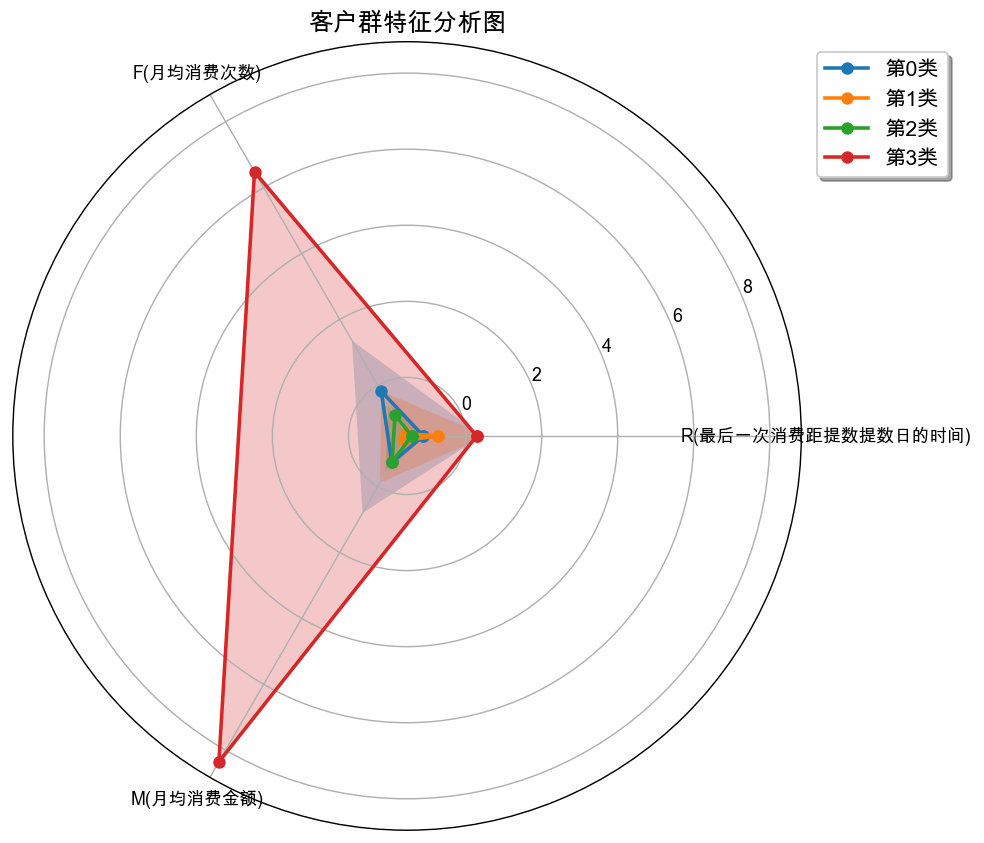 客户群特征分析图
F(月均消费次数)
第0类
第1类
第2类
第3类
8
6
4
2
0
R(最后一次消费距提数提数日的时间)
M(月均消费金额)